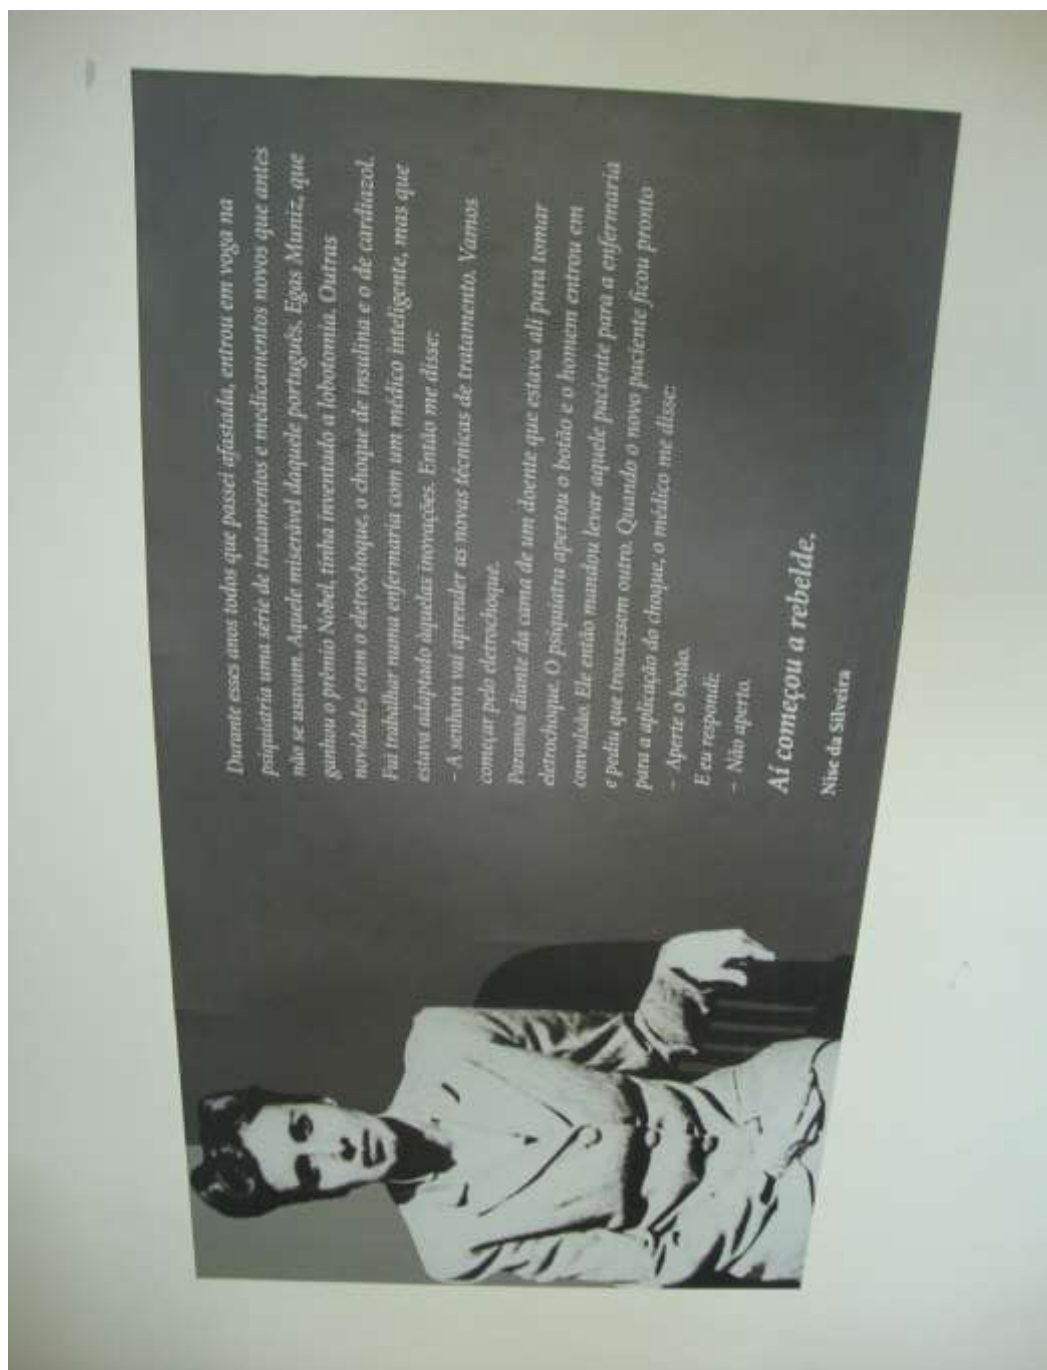 Durante esses anos todos que passei afastada, entrou em voga na
psiquiatria uma série de tratamentos e medicamentos novos que antes
não se usavam. Aquele miserável daquele português, Egas Muniz, que
ganhou o prêmio Nobel, tinha inventado a lobotomia. Outras
novidades eram o eletrochoque, o choque de insulina e o de cardiazol.
Fui trabalhar numa enfermaria com um médico inteligente, mas que
estava adaptado àquelas inovações. Então me disse:
– A senhora vai aprender as novas técnicas de tratamento. Vamos
começar pelo eletrochoque.
Paramos diante da cama de um doente que estava ali para tomar
eletrochoque. O psiquiatra apertou o botão e o homem entrou em
convulsão. Ele então mandou levar aquele paciente para a enfermaria
e pediu que trouxessem outro. Quando o novo paciente ficou pronto
para a aplicação do choque, o médico me disse:
– Aperte o botão.
E eu respondi:
– Não aperto.
Aí começou a rebelde.
Nise da Silveira